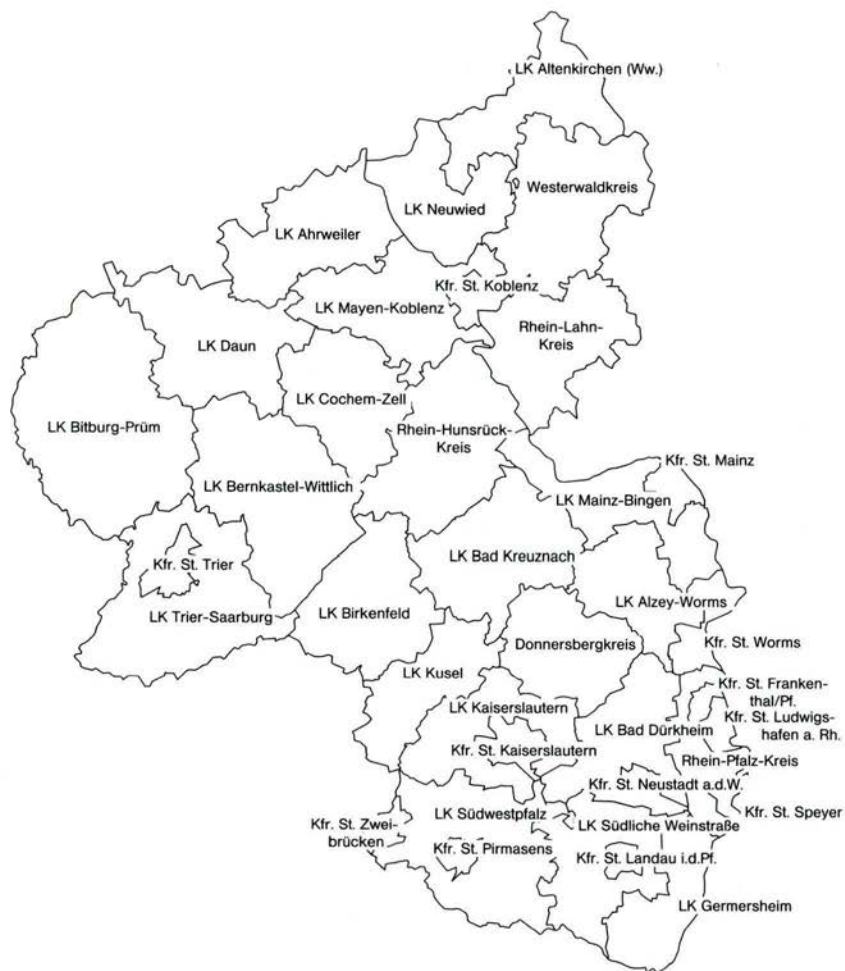 LK Altenkirchen (Ww.)
Westerwaldkreis
LK Neuwied
LK Ahrweiler
Kfr. St. Koblenz
LK Mayen-Koblenz
Rhein-Lahn-
Kreis
LK Daun
LK Cochem-Zell
LK Bitburg-Prüm
Rhein-Hunsrück-
Kreis
Kfr. St. Mainz
LK Bernkastel-Wittlich
LK Mainz-Bingen
LK Bad Kreuznach
Kfr. St. Trier
LK Alzey-Worms
LK Birkenfeld
LK Trier-Saarburg
Donnersbergkreis
Kfr. St. Worms
LK Kusel
Kfr. St. Franken-
thal/Pf.
LK Kaiserslautern
Kfr. St. Ludwigs-
hafen a. Rh.
LK Bad Dürkheim
Kfr. St. Kaiserslautern
Rhein-Pfalz-Kreis
Kfr. St. Neustadt a.d.W.
Kfr. St. Speyer
LK Südwestpfalz
Kfr. St. Zwei-
brücken
LK Südliche Weinstraße
Kfr. St. Pirmasens
Kfr. St. Landau i.d.Pf.
LK Germersheim